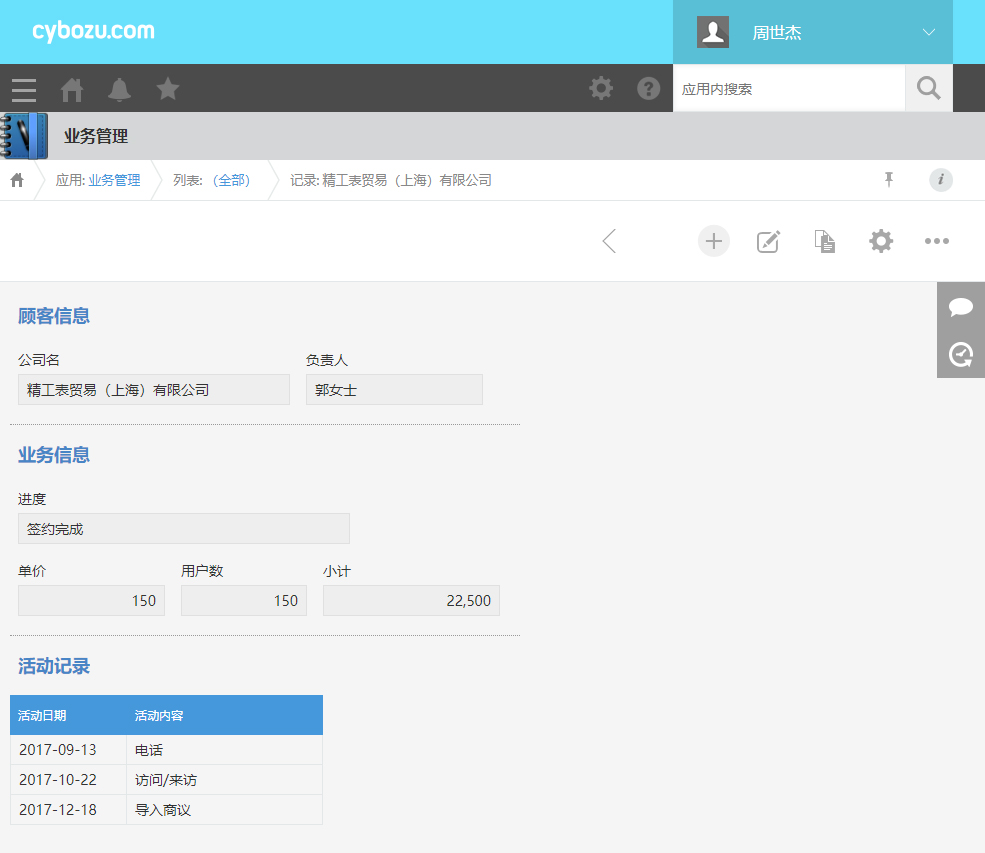 cybozu.com
周世杰
应用内搜索
业务管理
应用: 业务管理 列表: （全部） 记录: 精工表贸易（上海）有限公司
顾客信息
公司名 负责人
精工表贸易（上海）有限公司 郭女士
业务信息
进度
签约完成
单价 用户数 小计
150 150 22,500
活动记录
活动日期 活动内容
2017-09-13 电话
2017-10-22 访问/来访
2017-12-18 导入商议